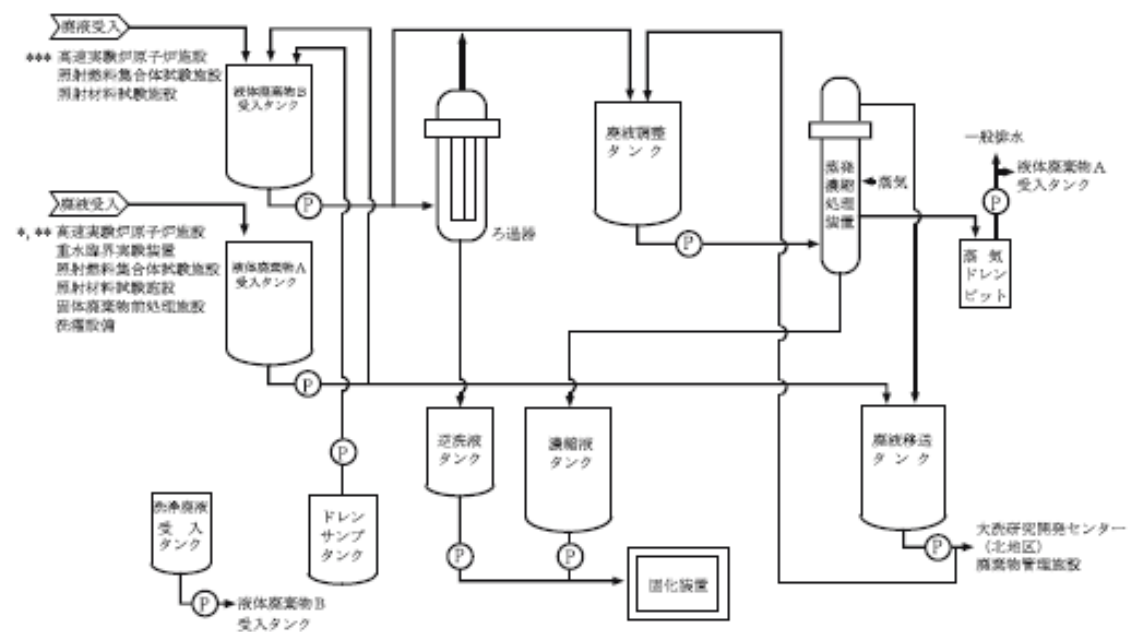 廃液受入
*** 高速実験炉原子炉施設
照射燃料集合体試験施設
照射材料試験施設
液体廃棄物B
受入タンク
P
ろ過器
廃液調整
タンク
P
蒸発
濃縮
処理
装置
蒸気
一般排水
液体廃棄物A
受入タンク
P
蒸気
ドレン
ピット
廃液受入
*, ** 高速実験炉原子炉施設
重水臨界実験装置
照射燃料集合体試験施設
照射材料試験施設
固体廃棄物前処理施設
洗濯設備
液体廃棄物A
受入タンク
P
逆洗液
タンク
P
濃縮液
タンク
P
廃液移送
タンク
P
大洗研究開発センター
(北地区)
廃棄物管理施設
固化装置
P
ドレン
サンプ
タンク
洗浄廃液
受入
タンク
P
液体廃棄物B
受入タンク